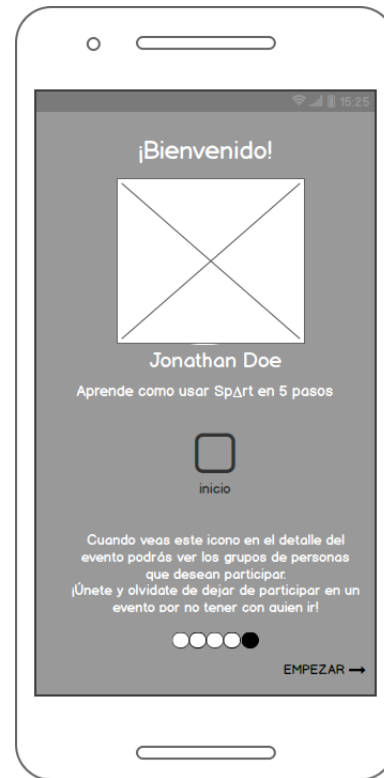 15:25
¡Bienvenido!
Jonathan Doe
Aprende como usar Sp∆rt en 5 pasos
inicio
Cuando veas este icono en el detalle del
evento podrás ver los grupos de personas
que desean participar.
¡Únete y olvidate de dejar de participar en un
evento por no tener con quien ir!
EMPEZAR